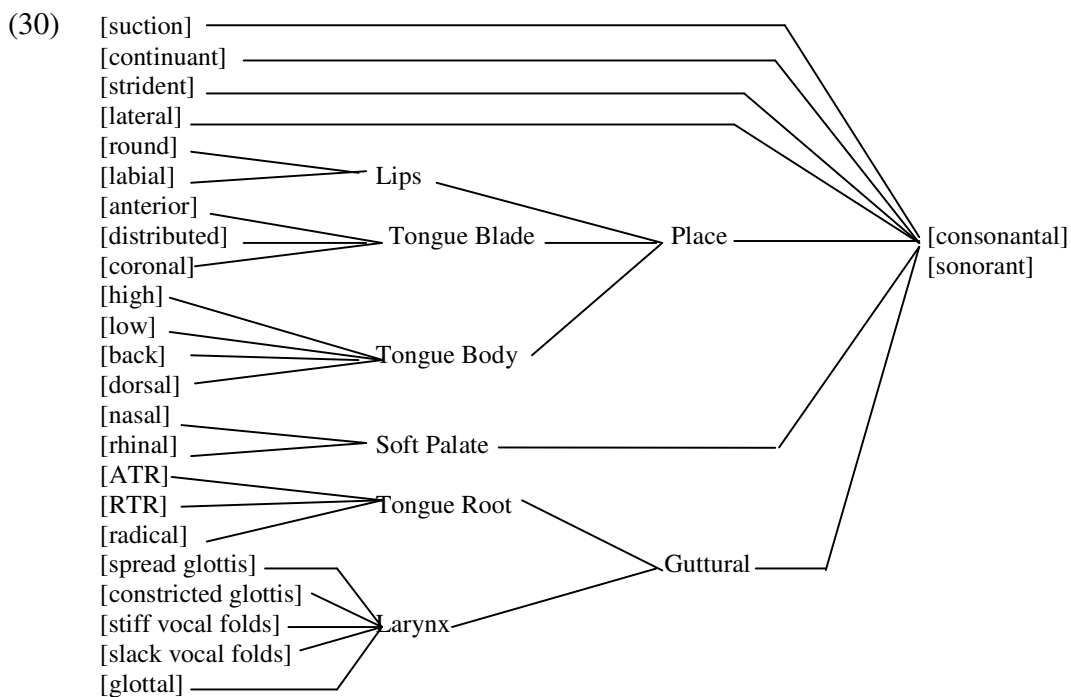 (30) [suction]
[continuant]
[strident]
[lateral]
[round]
[labial] Lips
[anterior]
[distributed] Tongue Blade Place [consonantal]
[coronal] [sonorant]
[high]
[low]
[back] Tongue Body
[dorsal]
[nasal]
[rhinal] Soft Palate
[ATR]
[RTR] Tongue Root
[radical]
[spread glottis] Guttural
[constricted glottis]
[stiff vocal folds] Larynx
[slack vocal folds]
[glottal]